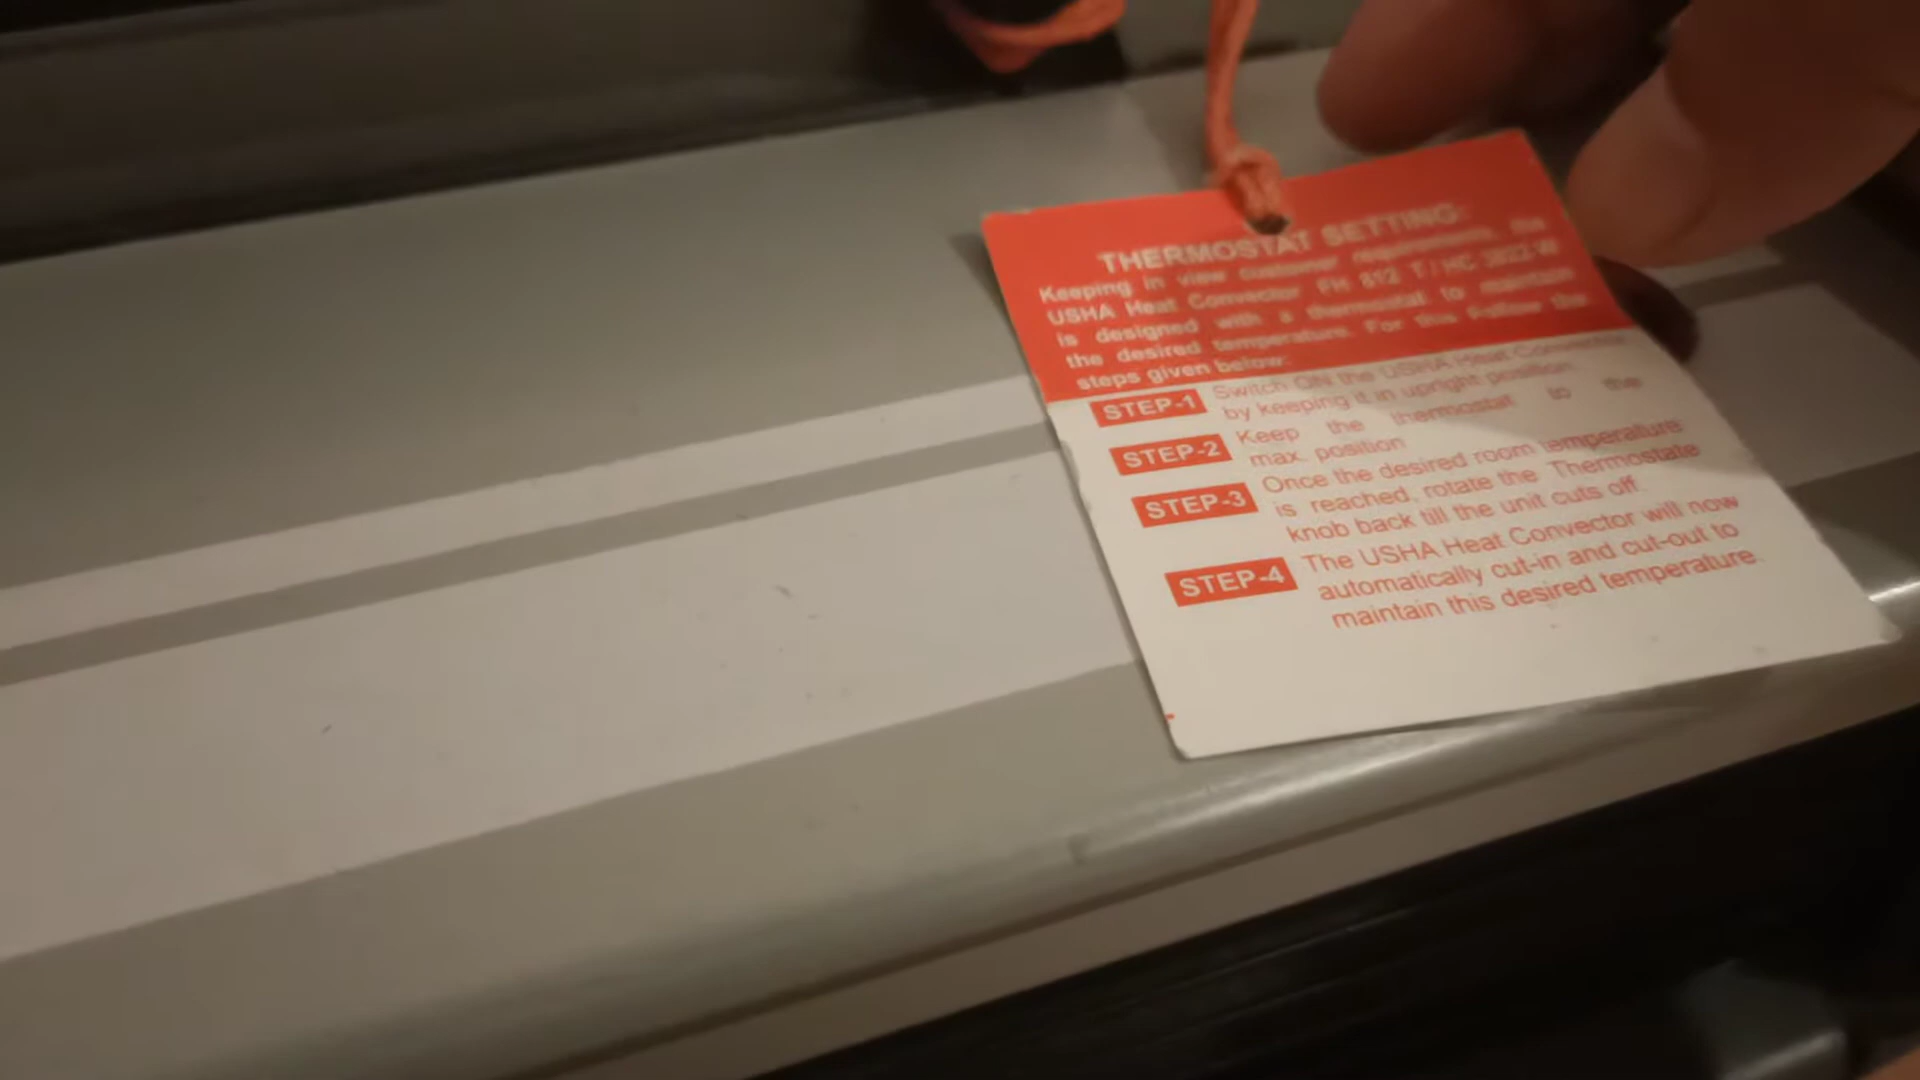 THERMOSTAT SETTING:
Keeping in view customer requirements, the
USHA Heat Convector FH 812 T / HC 3822 W
is designed with a thermostat to maintain
the desired temperature. For this Follow the
steps given below:
STEP-1 Switch ON the USHA Heat Convector
by keeping it in upright position
STEP-2 Keep the thermostat to the
max. position
STEP-3 Once the desired room temperature
is reached, rotate the Thermostate
knob back till the unit cuts off.
STEP-4 The USHA Heat Convector will now
automatically cut-in and cut-out to
maintain this desired temperature.